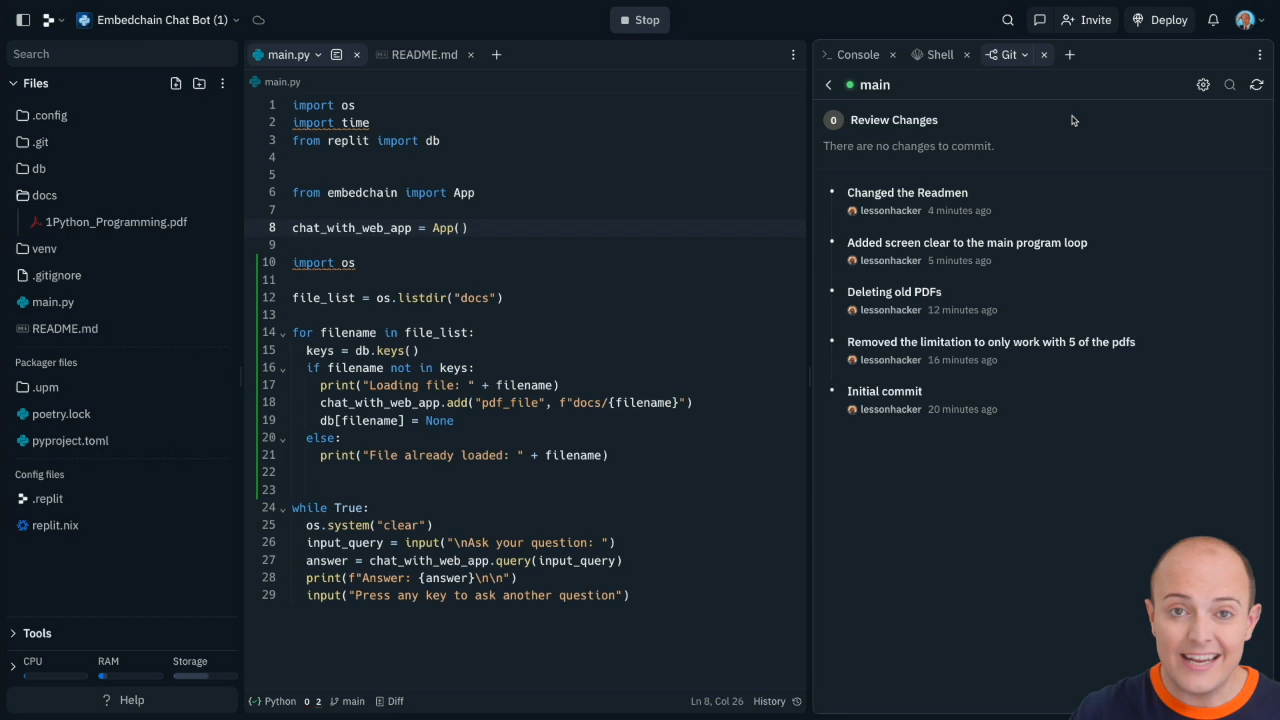 Embedchain Chat Bot (1)
Stop
Invite
Deploy
Search
Files
.config
.git
db
docs
1Python_Programming.pdf
venv
.gitignore
main.py
README.md
Packager files
.upm
poetry.lock
pyproject.toml
Config files
.replit
replit.nix
Tools
CPU RAM Storage
? Help
main.py README.md
main.py
1 import os
2 import time
3 from replit import db
4
5
6 from embedchain import App
7
8 chat_with_web_app = App()
9
10 import os
11
12 file_list = os.listdir("docs")
13
14 for filename in file_list:
15 keys = db.keys()
16 if filename not in keys:
17 print("Loading file: " + filename)
18 chat_with_web_app.add("pdf_file", f"docs/{filename}")
19 db[filename] = None
20 else:
21 print("File already loaded: " + filename)
22
23
24 while True:
25 os.system("clear")
26 input_query = input("\nAsk your question: ")
27 answer = chat_with_web_app.query(input_query)
28 print(f"Answer: {answer}\n\n")
29 input("Press any key to ask another question")
Python 0 2 main Diff Ln 8, Col 26 History
Console Shell Git
main
0 Review Changes
There are no changes to commit.
Changed the Readmen
lessonhacker 4 minutes ago
Added screen clear to the main program loop
lessonhacker 5 minutes ago
Deleting old PDFs
lessonhacker 12 minutes ago
Removed the limitation to only work with 5 of the pdfs
lessonhacker 16 minutes ago
Initial commit
lessonhacker 20 minutes ago